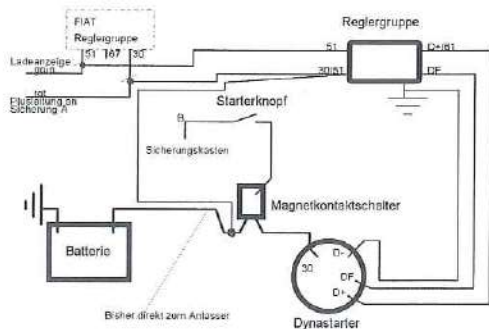 FIAT
Reglergruppe
51 |67 30
Ladeanzeige
grün
rot
Plusleitung an
Sicherung A
Reglergruppe
51
D+/61
30/51
DF
Starterknopf
B
Sicherungskasten
Magnetkontaktschalter
Batterie
30
D-
DF
D+
Bisher direkt zum Anlasser
Dynastarter